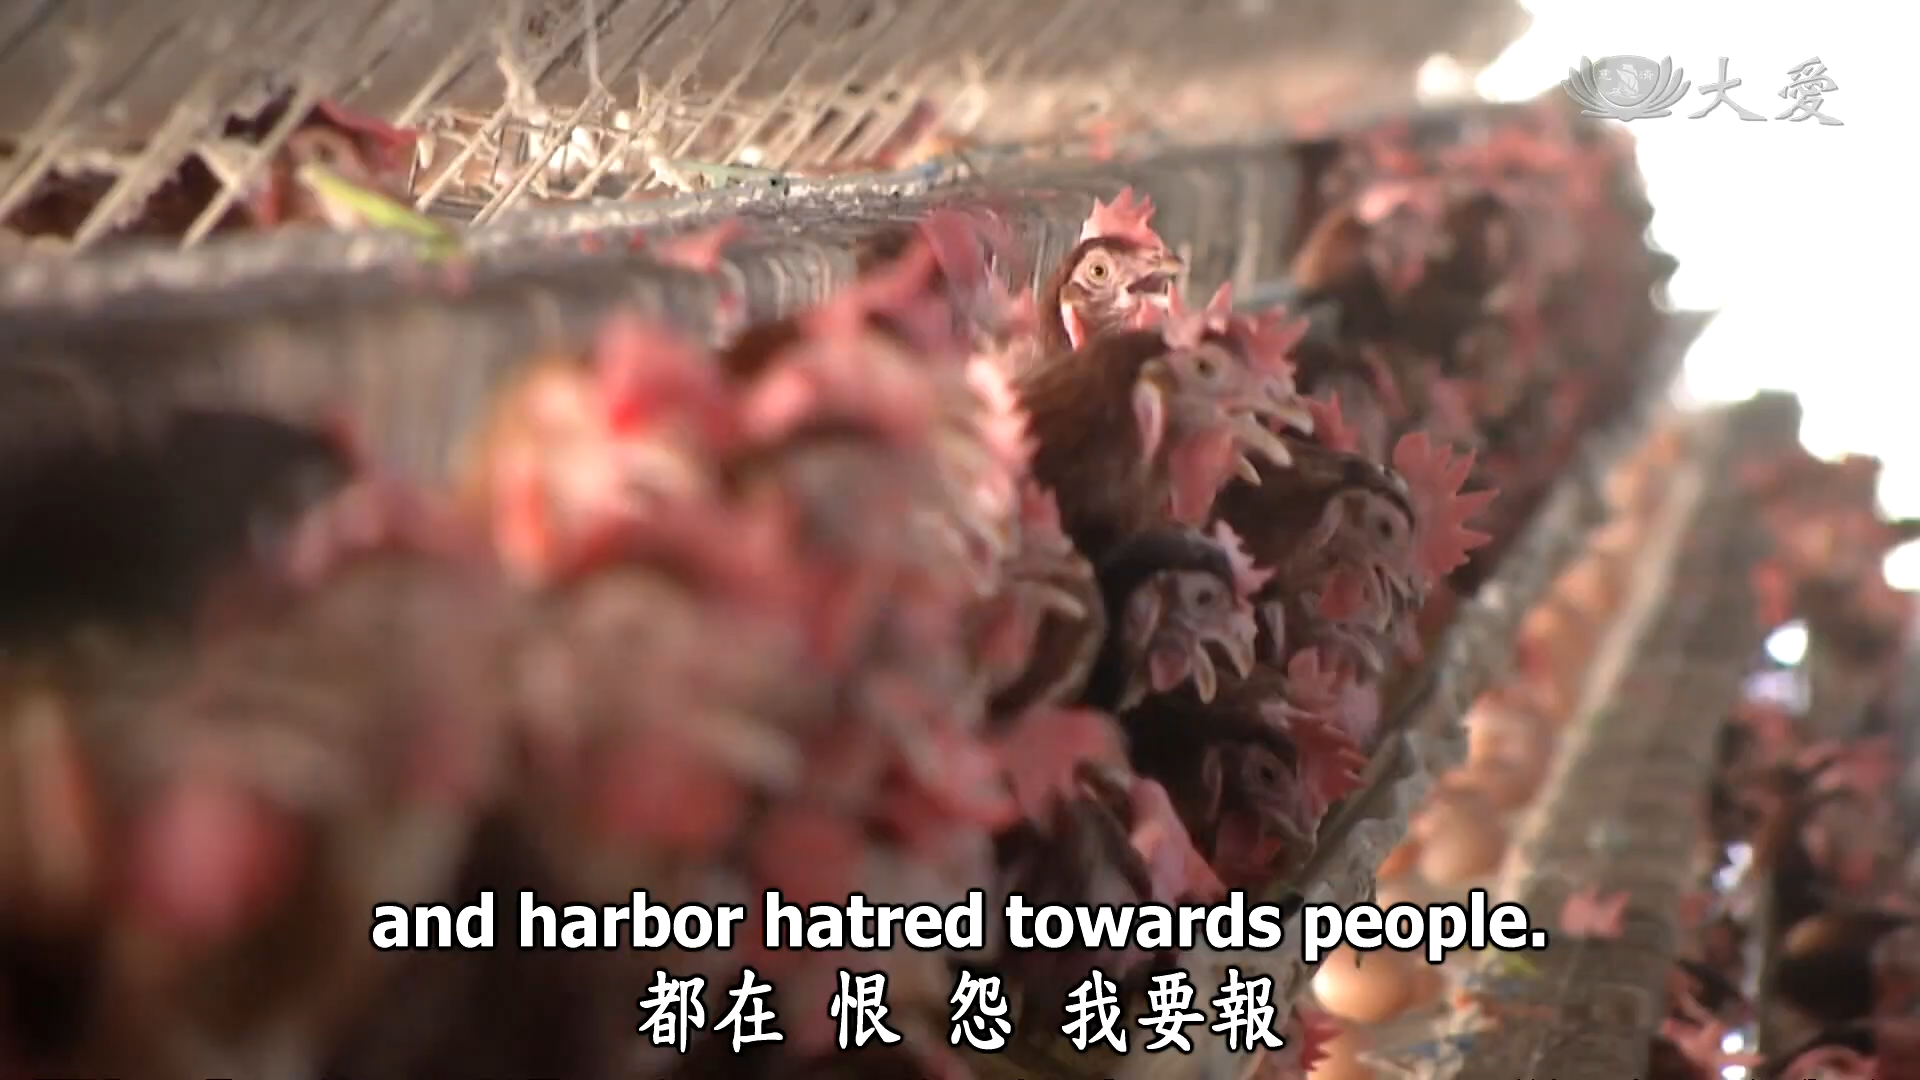 大愛
and harbor hatred towards people.
都在 恨 怨 我要報